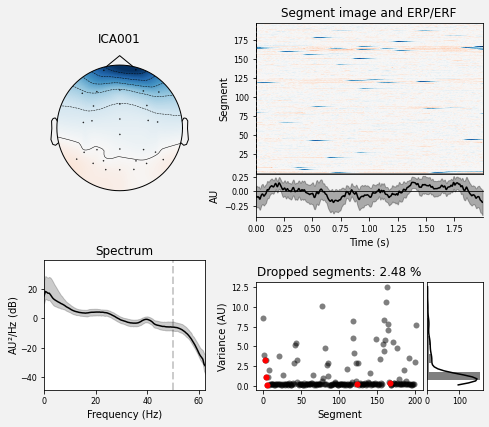 ICA001
Segment image and ERP/ERF
Segment
175
150
125
100
75
50
25
AU
0.25
0.00
−0.25
0.00 0.25 0.50 0.75 1.00 1.25 1.50 1.75
Time (s)
Spectrum
AU²/Hz (dB)
20
0
−20
−40
0 20 40 60
Frequency (Hz)
Dropped segments: 2.48 %
Variance (AU)
12.5
10.0
7.5
5.0
2.5
0.0
0 50 100 150 200
Segment
0 100